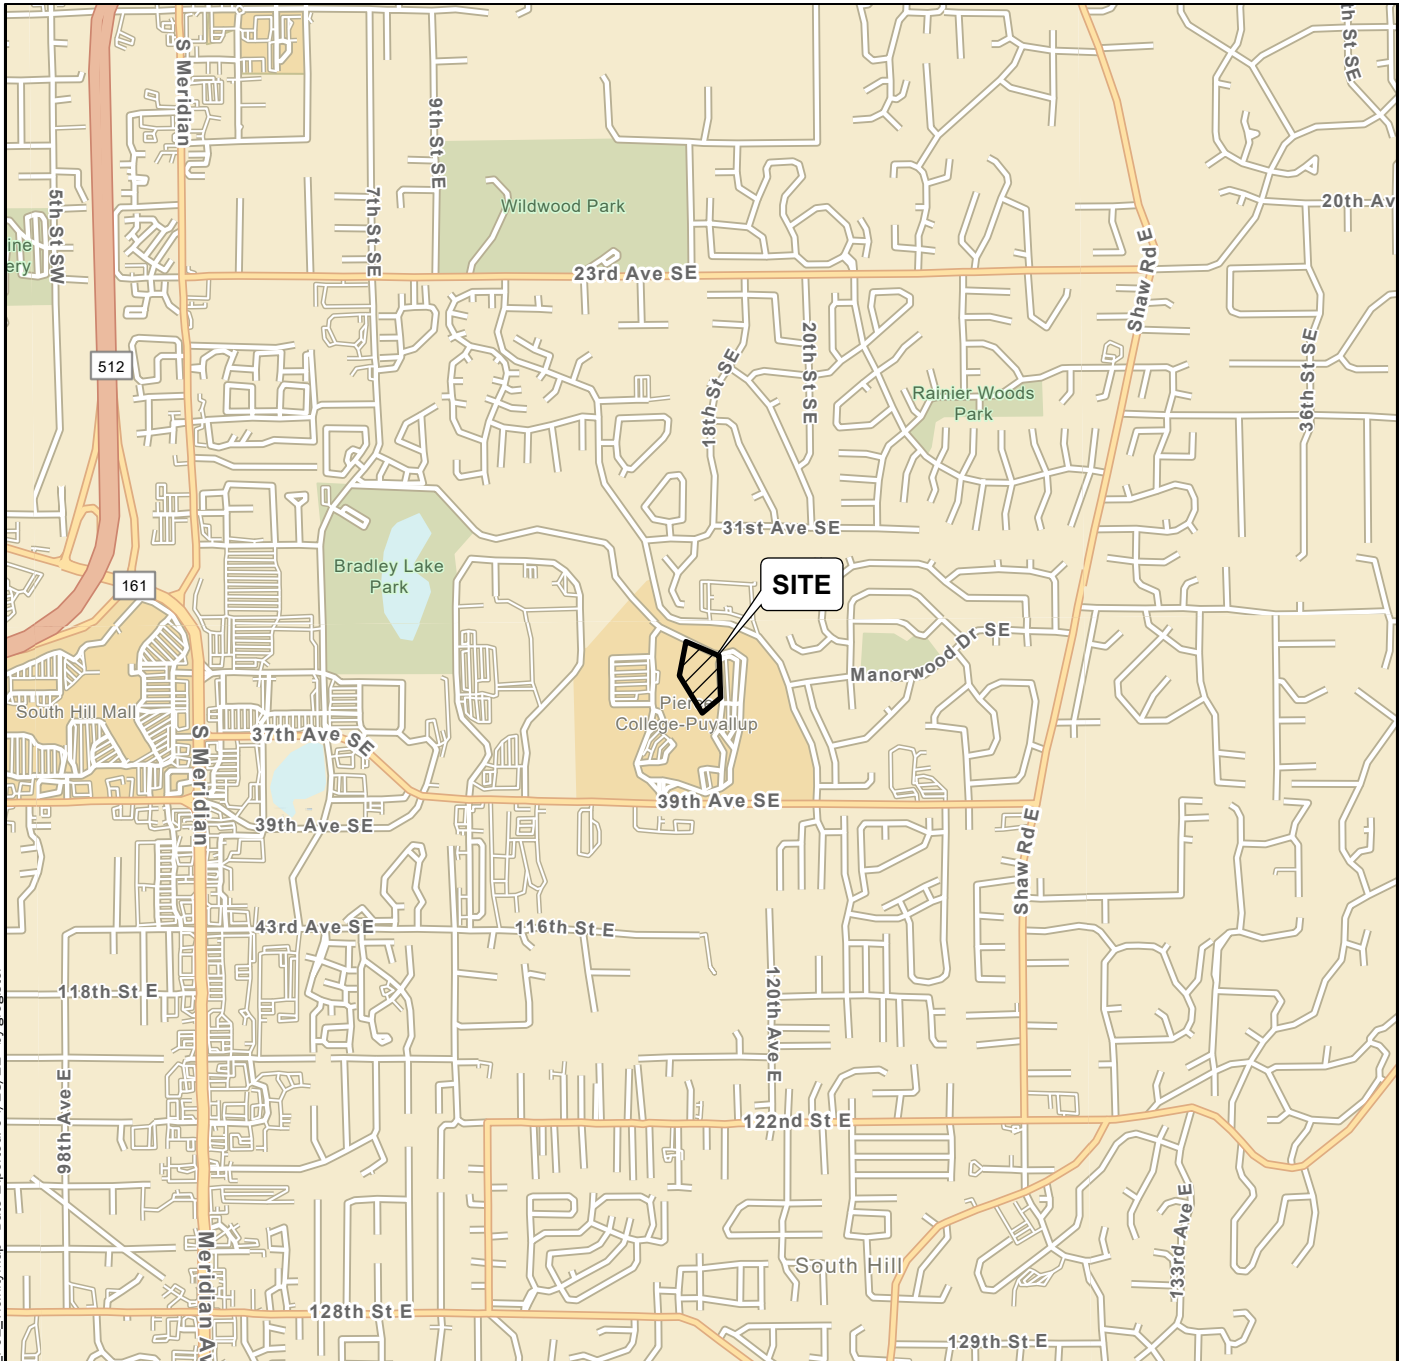 S Meridian
9th St SE
th St SE
Wildwood Park
5th St SW
7th St SE
20th Av
ine
ery
23rd Ave SE
Shaw Rd E
512
18th St SE
20th St SE
36th St SE
Rainier Woods
Park
31st Ave SE
Bradley Lake
Park
161
SITE
Manorwood Dr SE
South Hill Mall
College-Puyallup
37th Ave SE
S Meridian
39th Ave SE
39th Ave SE
Shaw Rd E
43rd Ave SE
116th St E
118th St E
120th Ave E
98th Ave E
122nd St E
133rd Ave E
South Hill
Meridian Av
128th St E
129th St E